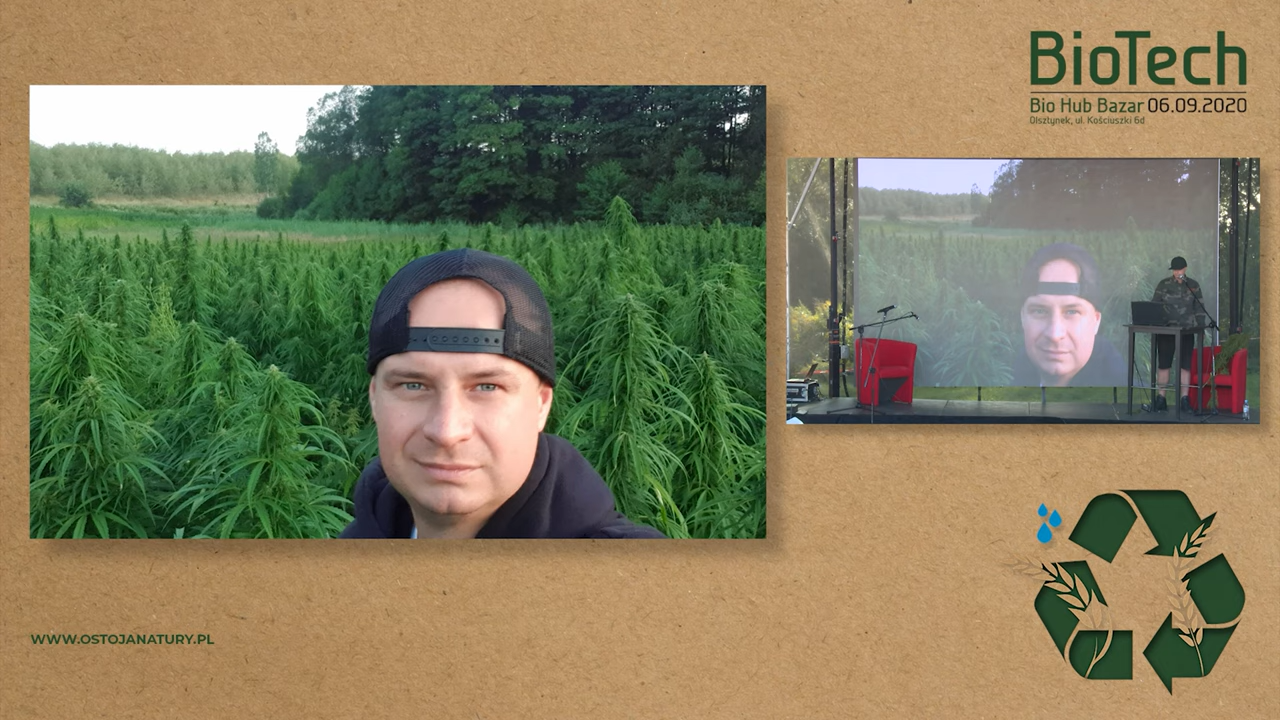 BioTech
Bio Hub Bazar 06.09.2020
Olsztynek, ul. Kościuszki 6d
WWW.OSTOJANATURY.PL